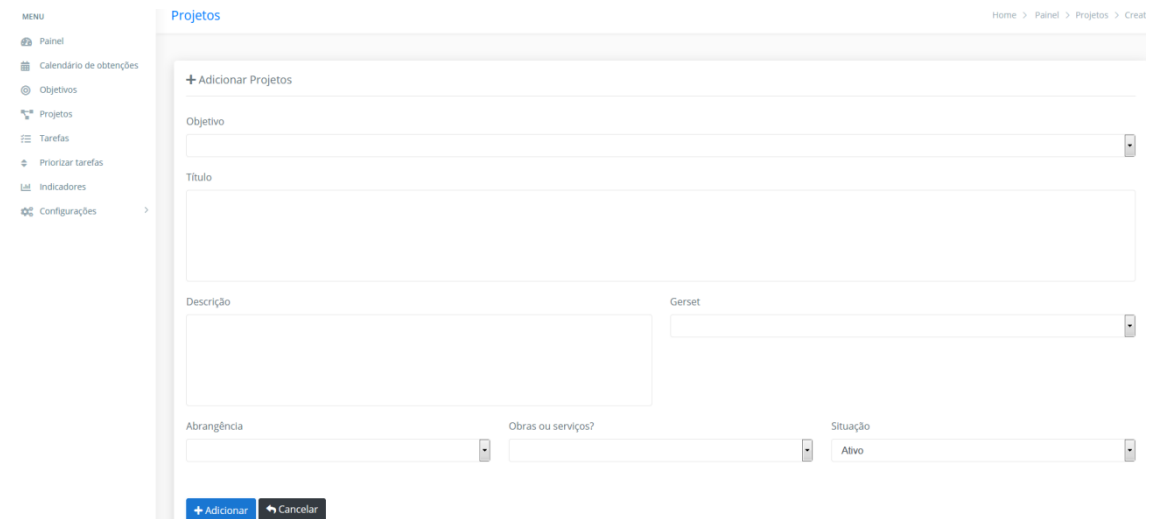 MENU
Painel
Calendário de obtenções
Objetivos
Projetos
Tarefas
Priorizar tarefas
Indicadores
Configurações
Projetos
Home > Painel > Projetos > Creat
Adicionar Projetos
Objetivo
Título
Descrição
Gerset
Abrangência
Obras ou serviços?
Situação
Ativo
Adicionar
Cancelar